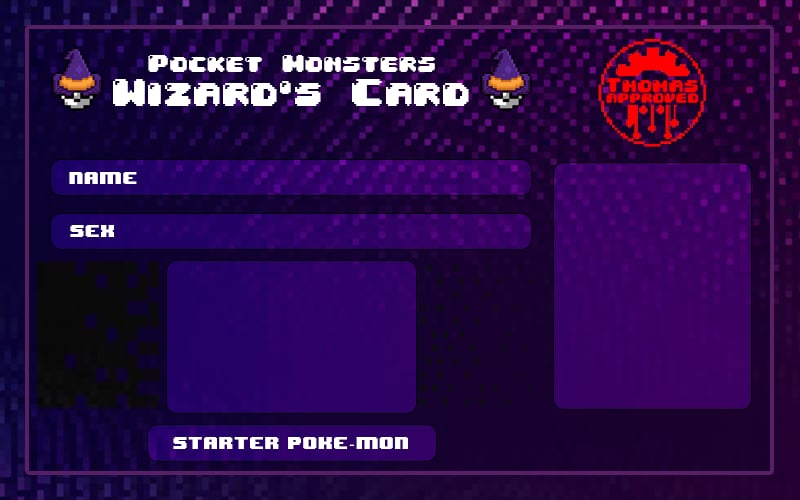 Pocket Monsters
Wizard's Card
THOMAS
APPROVED
NAME
SEX
STARTER POKE-MON